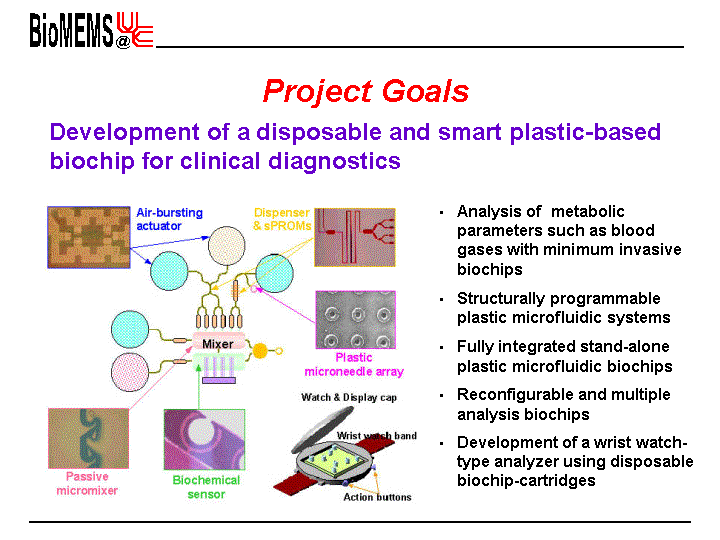 BioMEMS@UC
Project Goals
Development of a disposable and smart plastic-based
biochip for clinical diagnostics
Air-bursting
actuator
Dispenser
& sPROMs
Mixer
Plastic
microneedle array
Passive
micromixer
Biochemical
sensor
Watch & Display cap
Wrist watch band
Action buttons
• Analysis of metabolic
parameters such as blood
gases with minimum invasive
biochips
• Structurally programmable
plastic microfluidic systems
• Fully integrated stand-alone
plastic microfluidic biochips
• Reconfigurable and multiple
analysis biochips
• Development of a wrist watch-
type analyzer using disposable
biochip-cartridges